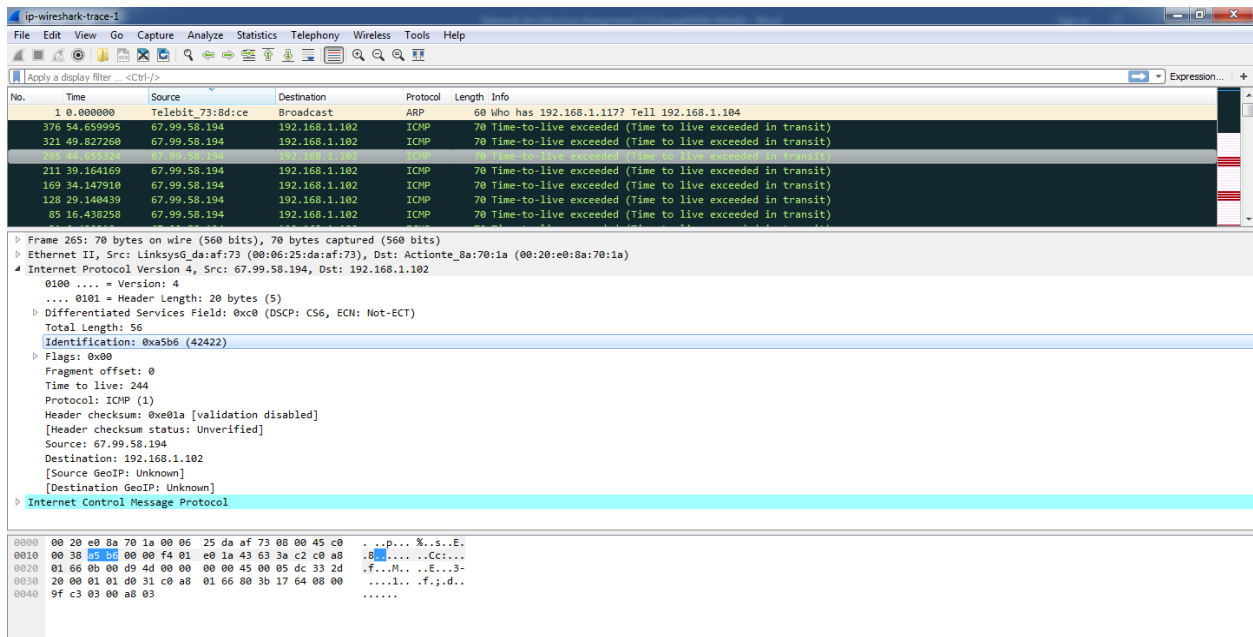 ip-wireshark-trace-1
File Edit View Go Capture Analyze Statistics Telephony Wireless Tools Help
Apply a display filter ... <Ctrl-/> Expression... +
No. Time Source Destination Protocol Length Info
1 0.000000 Telebit_73:8d:ce Broadcast ARP 60 Who has 192.168.1.117? Tell 192.168.1.104
376 54.659995 67.99.58.194 192.168.1.102 ICMP 70 Time-to-live exceeded (Time to live exceeded in transit)
321 49.827260 67.99.58.194 192.168.1.102 ICMP 70 Time-to-live exceeded (Time to live exceeded in transit)
265 44.655324 67.99.58.194 192.168.1.102 ICMP 70 Time-to-live exceeded (Time to live exceeded in transit)
211 39.164169 67.99.58.194 192.168.1.102 ICMP 70 Time-to-live exceeded (Time to live exceeded in transit)
169 34.147910 67.99.58.194 192.168.1.102 ICMP 70 Time-to-live exceeded (Time to live exceeded in transit)
128 29.140439 67.99.58.194 192.168.1.102 ICMP 70 Time-to-live exceeded (Time to live exceeded in transit)
85 16.438258 67.99.58.194 192.168.1.102 ICMP 70 Time-to-live exceeded (Time to live exceeded in transit)
Frame 265: 70 bytes on wire (560 bits), 70 bytes captured (560 bits)
Ethernet II, Src: LinksysG_da:af:73 (00:06:25:da:af:73), Dst: Actionte_8a:70:1a (00:20:e0:8a:70:1a)
Internet Protocol Version 4, Src: 67.99.58.194, Dst: 192.168.1.102
0100 .... = Version: 4
.... 0101 = Header Length: 20 bytes (5)
Differentiated Services Field: 0xc0 (DSCP: CS6, ECN: Not-ECT)
Total Length: 56
Identification: 0xa5b6 (42422)
Flags: 0x00
Fragment offset: 0
Time to live: 244
Protocol: ICMP (1)
Header checksum: 0xe01a [validation disabled]
[Header checksum status: Unverified]
Source: 67.99.58.194
Destination: 192.168.1.102
[Source GeoIP: Unknown]
[Destination GeoIP: Unknown]
Internet Control Message Protocol
0000 00 20 e0 8a 70 1a 00 06 25 da af 73 08 00 45 c0 . ..p... %..s..E.
0010 00 38 a5 b6 00 00 f4 01 e0 1a 43 63 3a c2 c0 a8 .8...... ..Cc:...
0020 01 66 0b 00 d9 4d 00 00 00 00 45 00 05 dc 33 2d .f...M.. ..E...3-
0030 20 00 01 01 d0 31 c0 a8 01 66 80 3b 17 64 08 00 ....1.. .f.;.d..
0040 9f c3 03 00 a8 03 ......